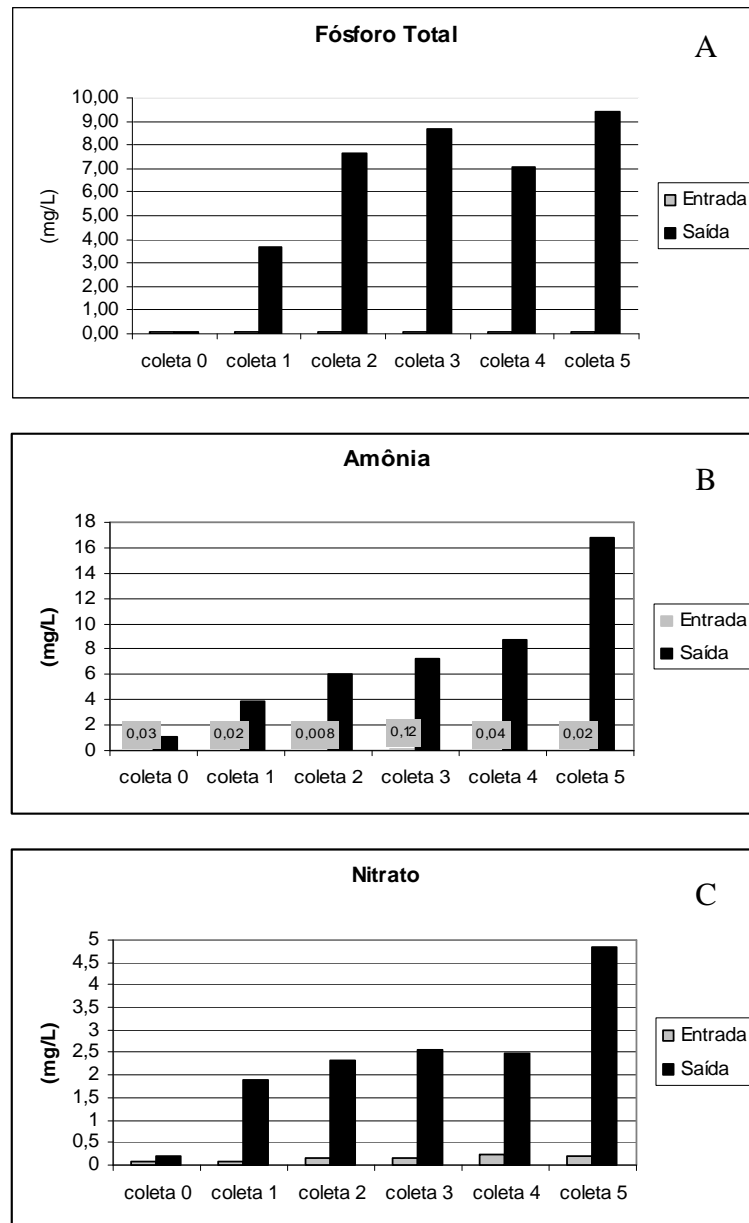 Fósforo Total
A
(mg/L)
10,00
9,00
8,00
7,00
6,00
5,00
4,00
3,00
2,00
1,00
0,00
coleta 0 coleta 1 coleta 2 coleta 3 coleta 4 coleta 5
Entrada
Saída
Amônia
B
(mg/L)
18
16
14
12
10
8
6
4
2
0
0,03 0,02 0,008 0,12 0,04 0,02
coleta 0 coleta 1 coleta 2 coleta 3 coleta 4 coleta 5
Entrada
Saída
Nitrato
C
(mg/L)
5
4,5
4
3,5
3
2,5
2
1,5
1
0,5
0
coleta 0 coleta 1 coleta 2 coleta 3 coleta 4 coleta 5
Entrada
Saída